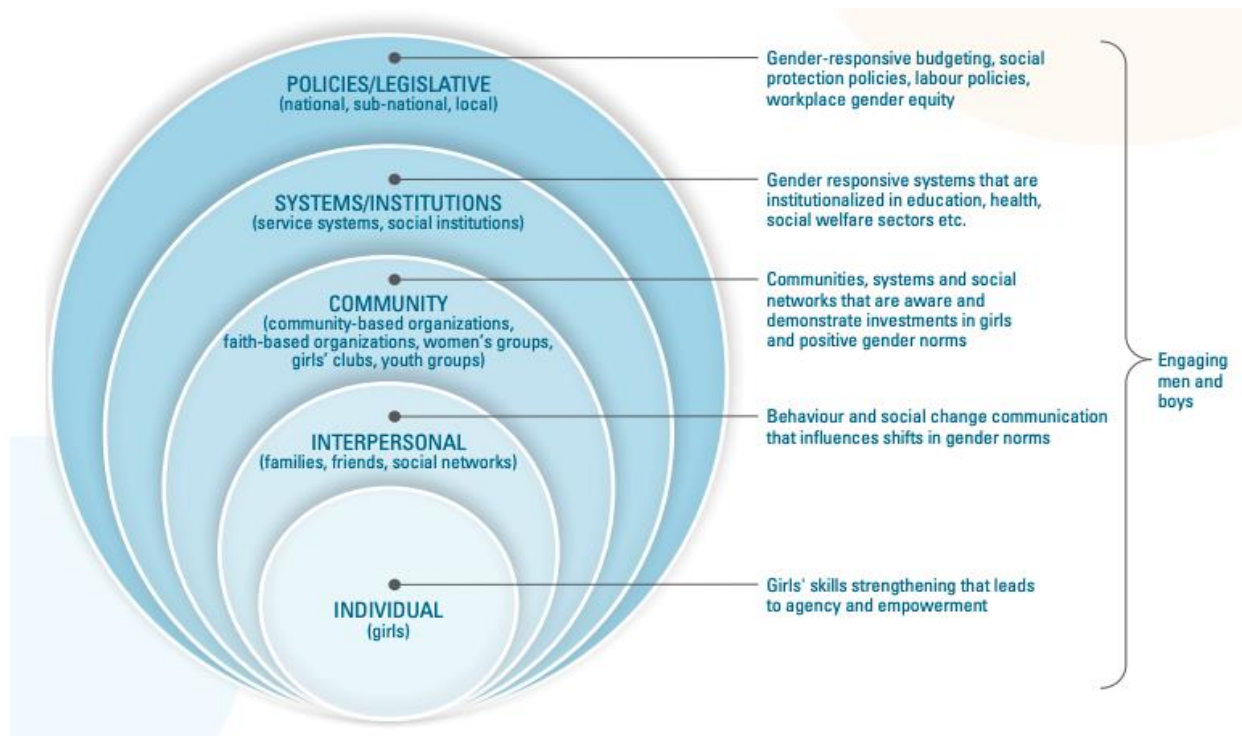 POLICIES/LEGISLATIVE
(national, sub-national, local)
Gender-responsive budgeting, social
protection policies, labour policies,
workplace gender equity
SYSTEMS/INSTITUTIONS
(service systems, social institutions)
Gender responsive systems that are
institutionalized in education, health,
social welfare sectors etc.
COMMUNITY
(community-based organizations,
faith-based organizations, women's groups,
girls' clubs, youth groups)
Communities, systems and social
networks that are aware and
demonstrate investments in girls
and positive gender norms
INTERPERSONAL
(families, friends, social networks)
Behaviour and social change communication
that influences shifts in gender norms
INDIVIDUAL
(girls)
Girls' skills strengthening that leads
to agency and empowerment
Engaging
men and
boys